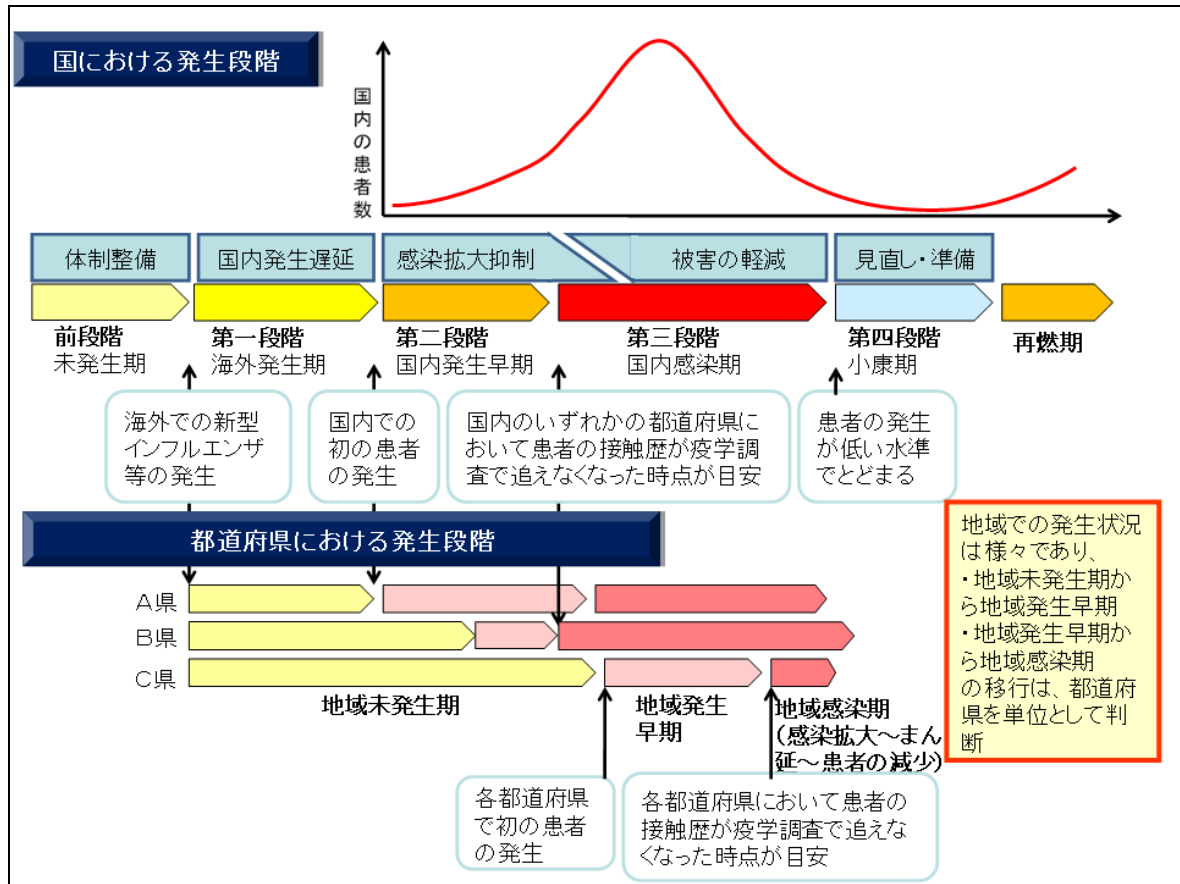 国における発生段階
国内の患者数
体制整備
国内発生遅延
感染拡大抑制
被害の軽減
見直し・準備
前段階
未発生期
第一段階
海外発生期
第二段階
国内発生早期
第三段階
国内感染期
第四段階
小康期
再燃期
海外での新型
インフルエンザ
等の発生
国内での
初の患者
の発生
国内のいずれかの都道府県に
おいて患者の接触歴が疫学調
査で追えなくなった時点が目安
患者の発生
が低い水準
でとどまる
都道府県における発生段階
地域での発生状況
は様々であり、
・地域未発生期か
ら地域発生早期
・地域発生早期か
ら地域感染期
の移行は、都道府
県を単位として判
断
A県
B県
C県
地域未発生期
地域発生
早期
地域感染期
(感染拡大～まん
延～患者の減少)
各都道府県
で初の患者
の発生
各都道府県において患者の
接触歴が疫学調査で追えな
くなった時点が目安